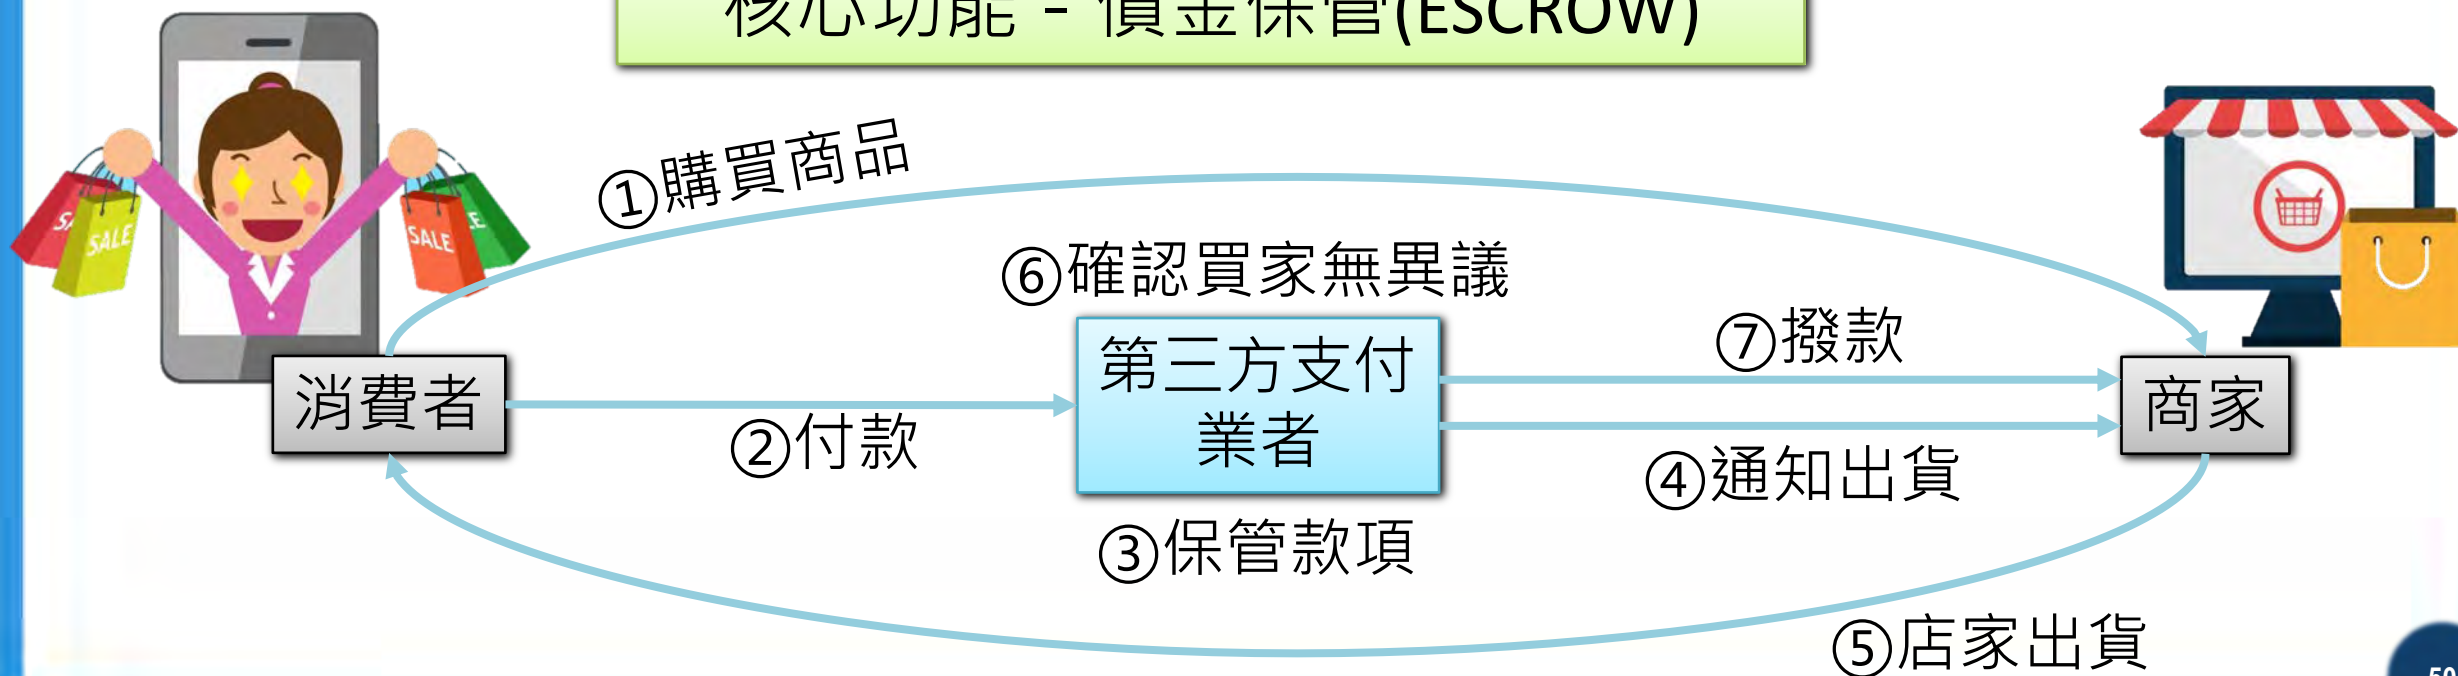 核心功能 - 價金保管(ESCROW)
①購買商品
⑥確認買家無異議
⑦撥款
消費者
第三方支付
業者
商家
②付款
④通知出貨
③保管款項
⑤店家出貨
SALE
SALE